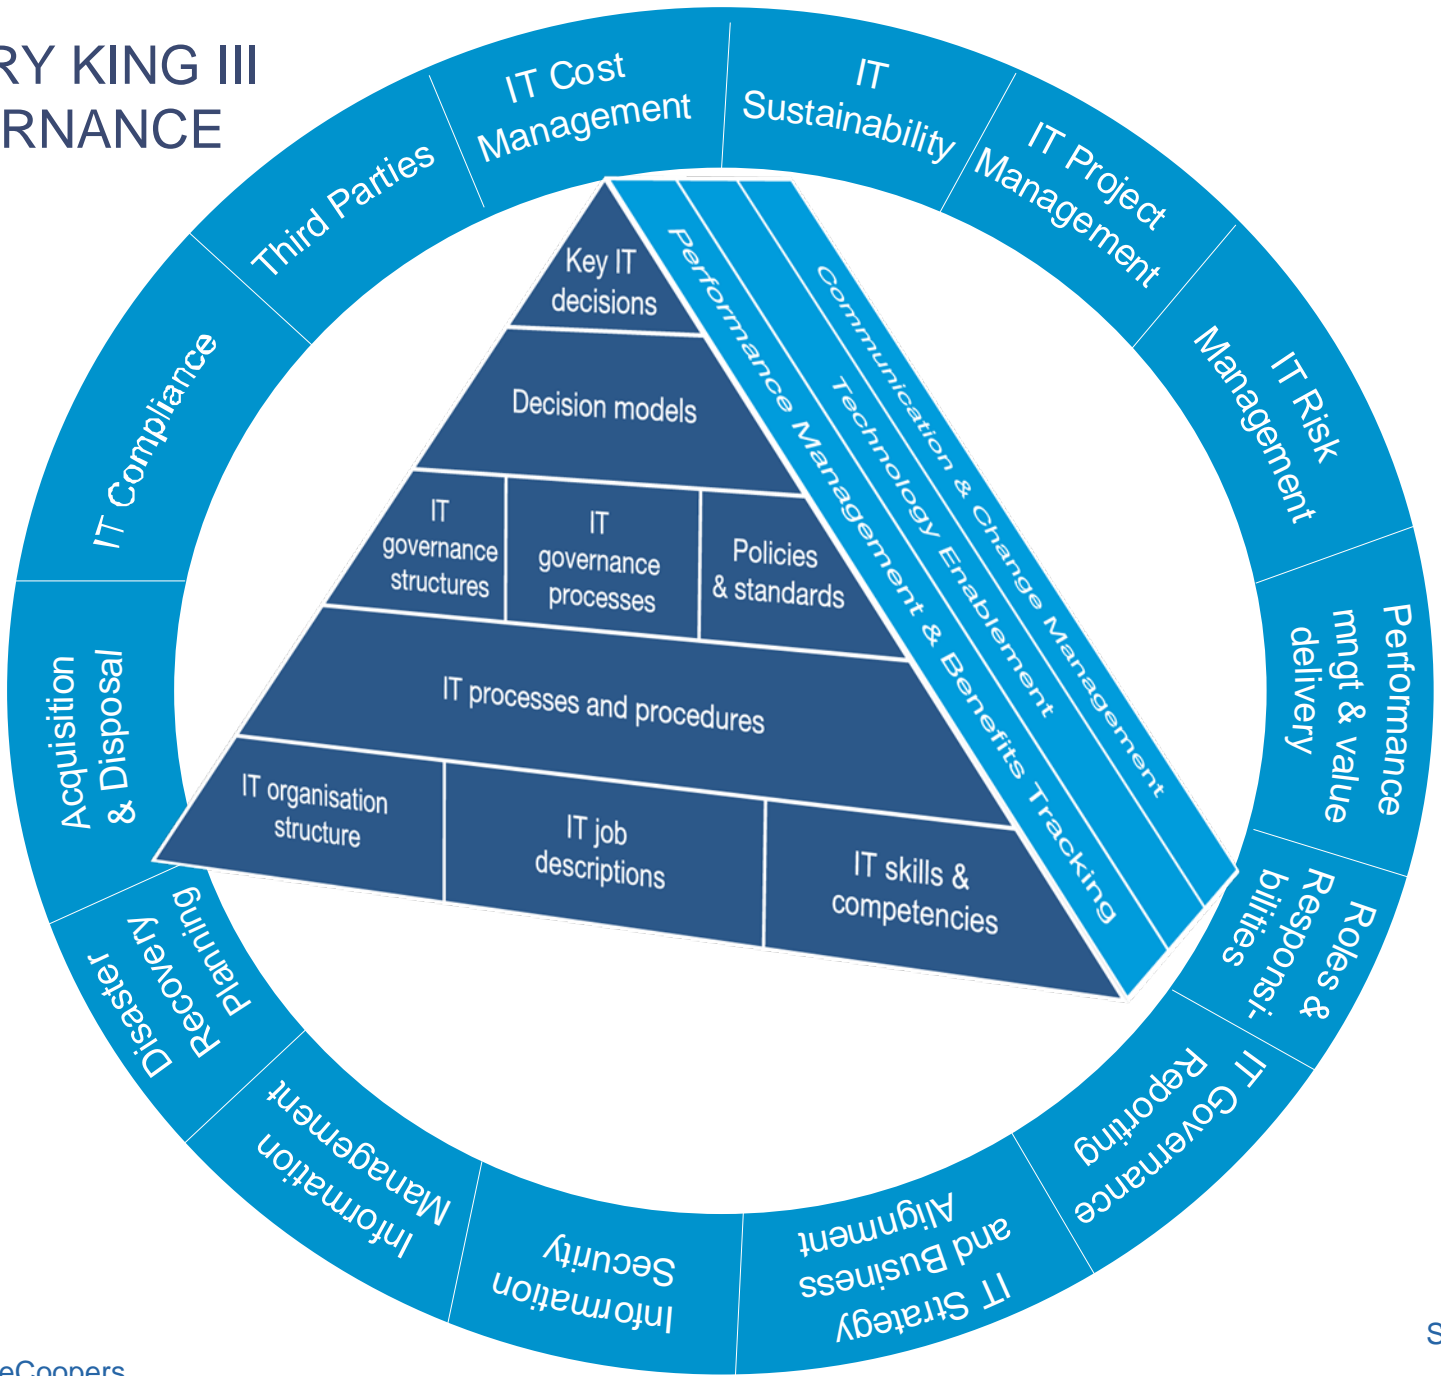 RY KING III
RNANCE
IT Cost
Management
IT
Sustainability
IT Project
Management
IT Risk
Management
Performance
mngt & value
delivery
Roles &
Responsi-
bilities
IT Governance
Reporting
IT Strategy
and Business
Alignment
Information
Security
Information
Management
Disaster
Recovery
Planning
Acquisition
& Disposal
IT Compliance
Third Parties
Key IT
decisions
Decision models
IT
governance
structures
IT
governance
processes
Policies
& standards
IT processes and procedures
IT organisation
structure
IT job
descriptions
IT skills &
competencies
Performance Management & Benefits Tracking
Technology Enablement
Communication & Change Management
S
eCoopers